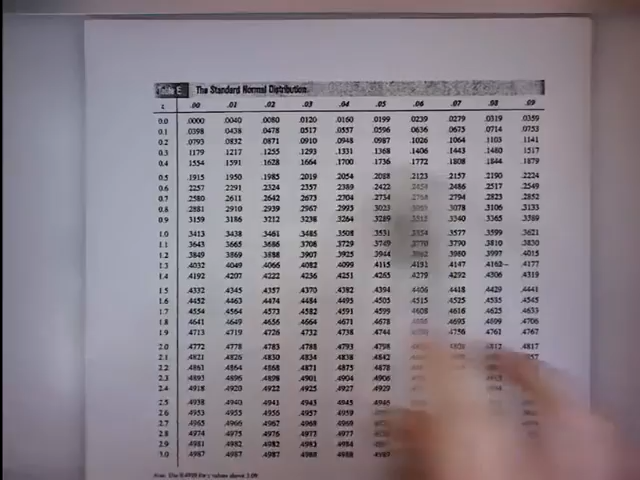 Table E The Standard Normal Distribution
z .00 .01 .02 .03 .04 .05 .06 .07 .08 .09
0.0 .0000 .0040 .0080 .0120 .0160 .0199 .0239 .0279 .0319 .0359
0.1 .0398 .0438 .0478 .0517 .0557 .0596 .0636 .0675 .0714 .0753
0.2 .0793 .0832 .0871 .0910 .0948 .0987 .1026 .1064 .1103 .1141
0.3 .1179 .1217 .1255 .1293 .1331 .1368 .1406 .1443 .1480 .1517
0.4 .1554 .1591 .1628 .1664 .1700 .1736 .1772 .1808 .1844 .1879
0.5 .1915 .1950 .1985 .2019 .2054 .2088 .2123 .2157 .2190 .2224
0.6 .2257 .2291 .2324 .2357 .2389 .2422 .2454 .2486 .2517 .2549
0.7 .2580 .2611 .2642 .2673 .2704 .2734 .2764 .2794 .2823 .2852
0.8 .2881 .2910 .2939 .2967 .2995 .3023 .3078 .3106 .3133
0.9 .3159 .3186 .3212 .3238 .3264 .3289 .3315 .3340 .3365 .3389
1.0 .3413 .3438 .3461 .3485 .3508 .3531 .3554 .3577 .3599 .3621
1.1 .3643 .3665 .3686 .3708 .3729 .3749 .3770 .3790 .3810 .3830
1.2 .3849 .3869 .3888 .3907 .3925 .3944 .3962 .3980 .3997 .4015
1.3 .4032 .4049 .4066 .4082 .4099 .4115 .4131 .4147 .4162 .4177
1.4 .4192 .4207 .4222 .4236 .4251 .4265 .4279 .4292 .4306 .4319
1.5 .4332 .4345 .4357 .4370 .4382 .4394 .4406 .4418 .4429 .4441
1.6 .4452 .4463 .4474 .4484 .4495 .4505 .4515 .4525 .4535 .4545
1.7 .4554 .4564 .4573 .4582 .4591 .4599 .4608 .4616 .4625 .4633
1.8 .4641 .4649 .4656 .4664 .4671 .4678 .4693 .4699 .4706
1.9 .4713 .4719 .4726 .4732 .4738 .4744 .4756 .4761 .4767
2.0 .4772 .4778 .4783 .4788 .4793 .4798 .4808 .4812 .4817
2.1 .4821 .4826 .4830 .4834 .4838 .4842
2.2 .4861 .4864 .4868 .4871 .4875 .4878
2.3 .4893 .4896 .4898 .4901 .4904 .4906
2.4 .4918 .4920 .4922 .4925 .4927 .4929
2.5 .4938 .4940 .4941 .4943 .4945 .4946
2.6 .4953 .4955 .4956 .4957 .4959
2.7 .4965 .4966 .4967 .4968 .4969
2.8 .4974 .4975 .4976 .4977 .4977
2.9 .4981 .4982 .4982 .4983 .4984
3.0 .4987 .4987 .4987 .4988 .4988